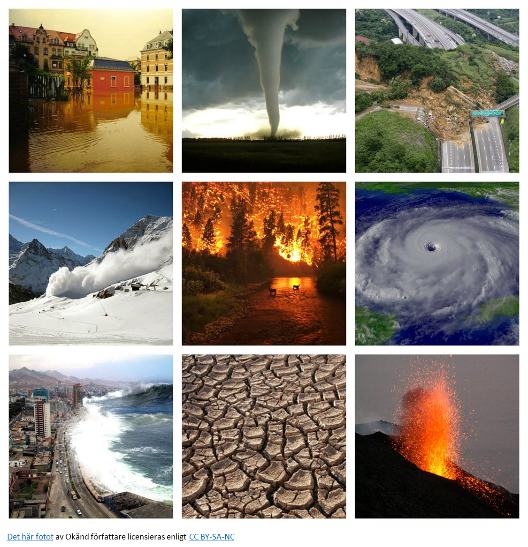 Det här fotot av Okänd författare licensieras enligt CC BY-SA-NC